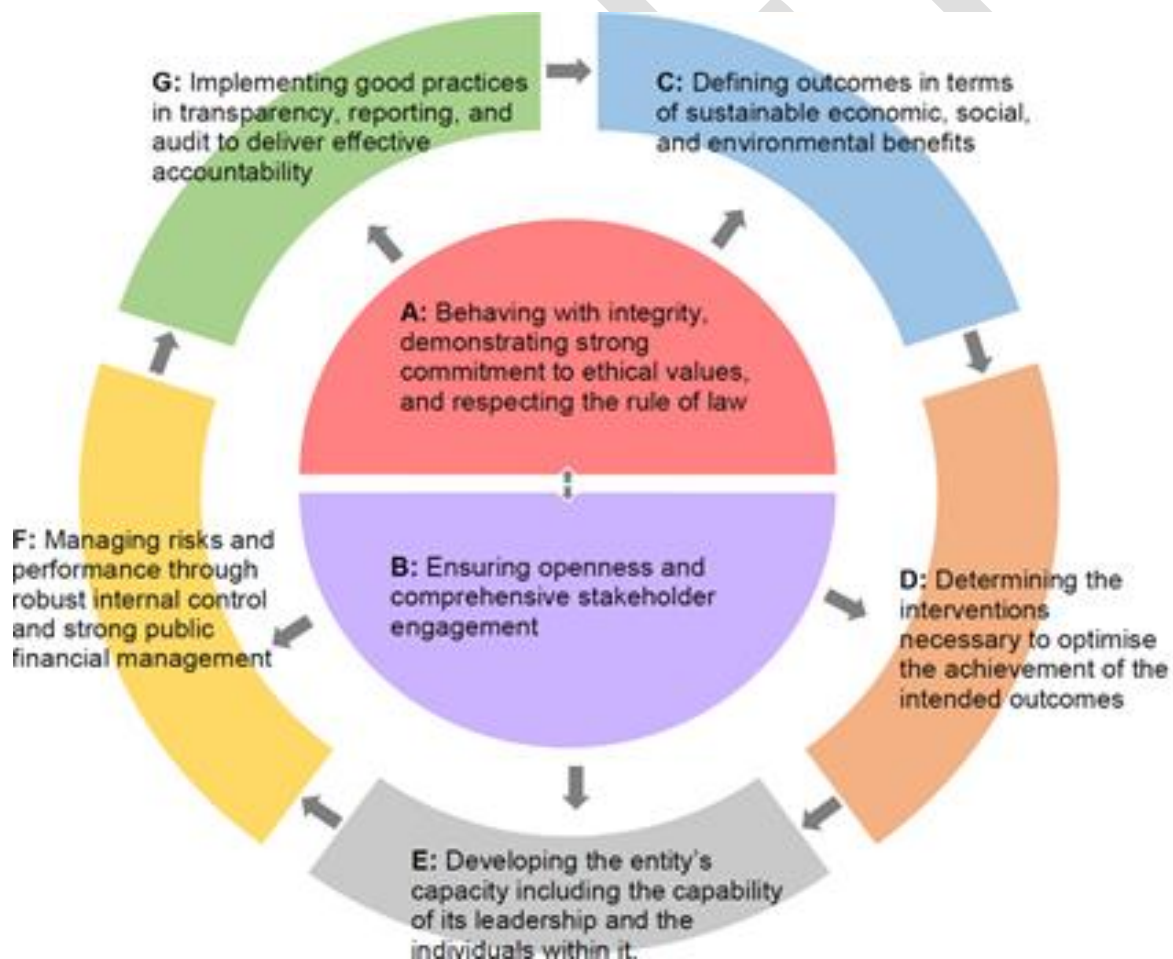 G: Implementing good practices
in transparency, reporting, and
audit to deliver effective
accountability
C: Defining outcomes in terms
of sustainable economic, social,
and environmental benefits
A: Behaving with integrity,
demonstrating strong
commitment to ethical values,
and respecting the rule of law
F: Managing risks and
performance through
robust internal control
and strong public
financial management
B: Ensuring openness and
comprehensive stakeholder
engagement
D: Determining the
interventions
necessary to optimise
the achievement of the
intended outcomes
E: Developing the entity's
capacity including the capability
of its leadership and the
individuals within it.